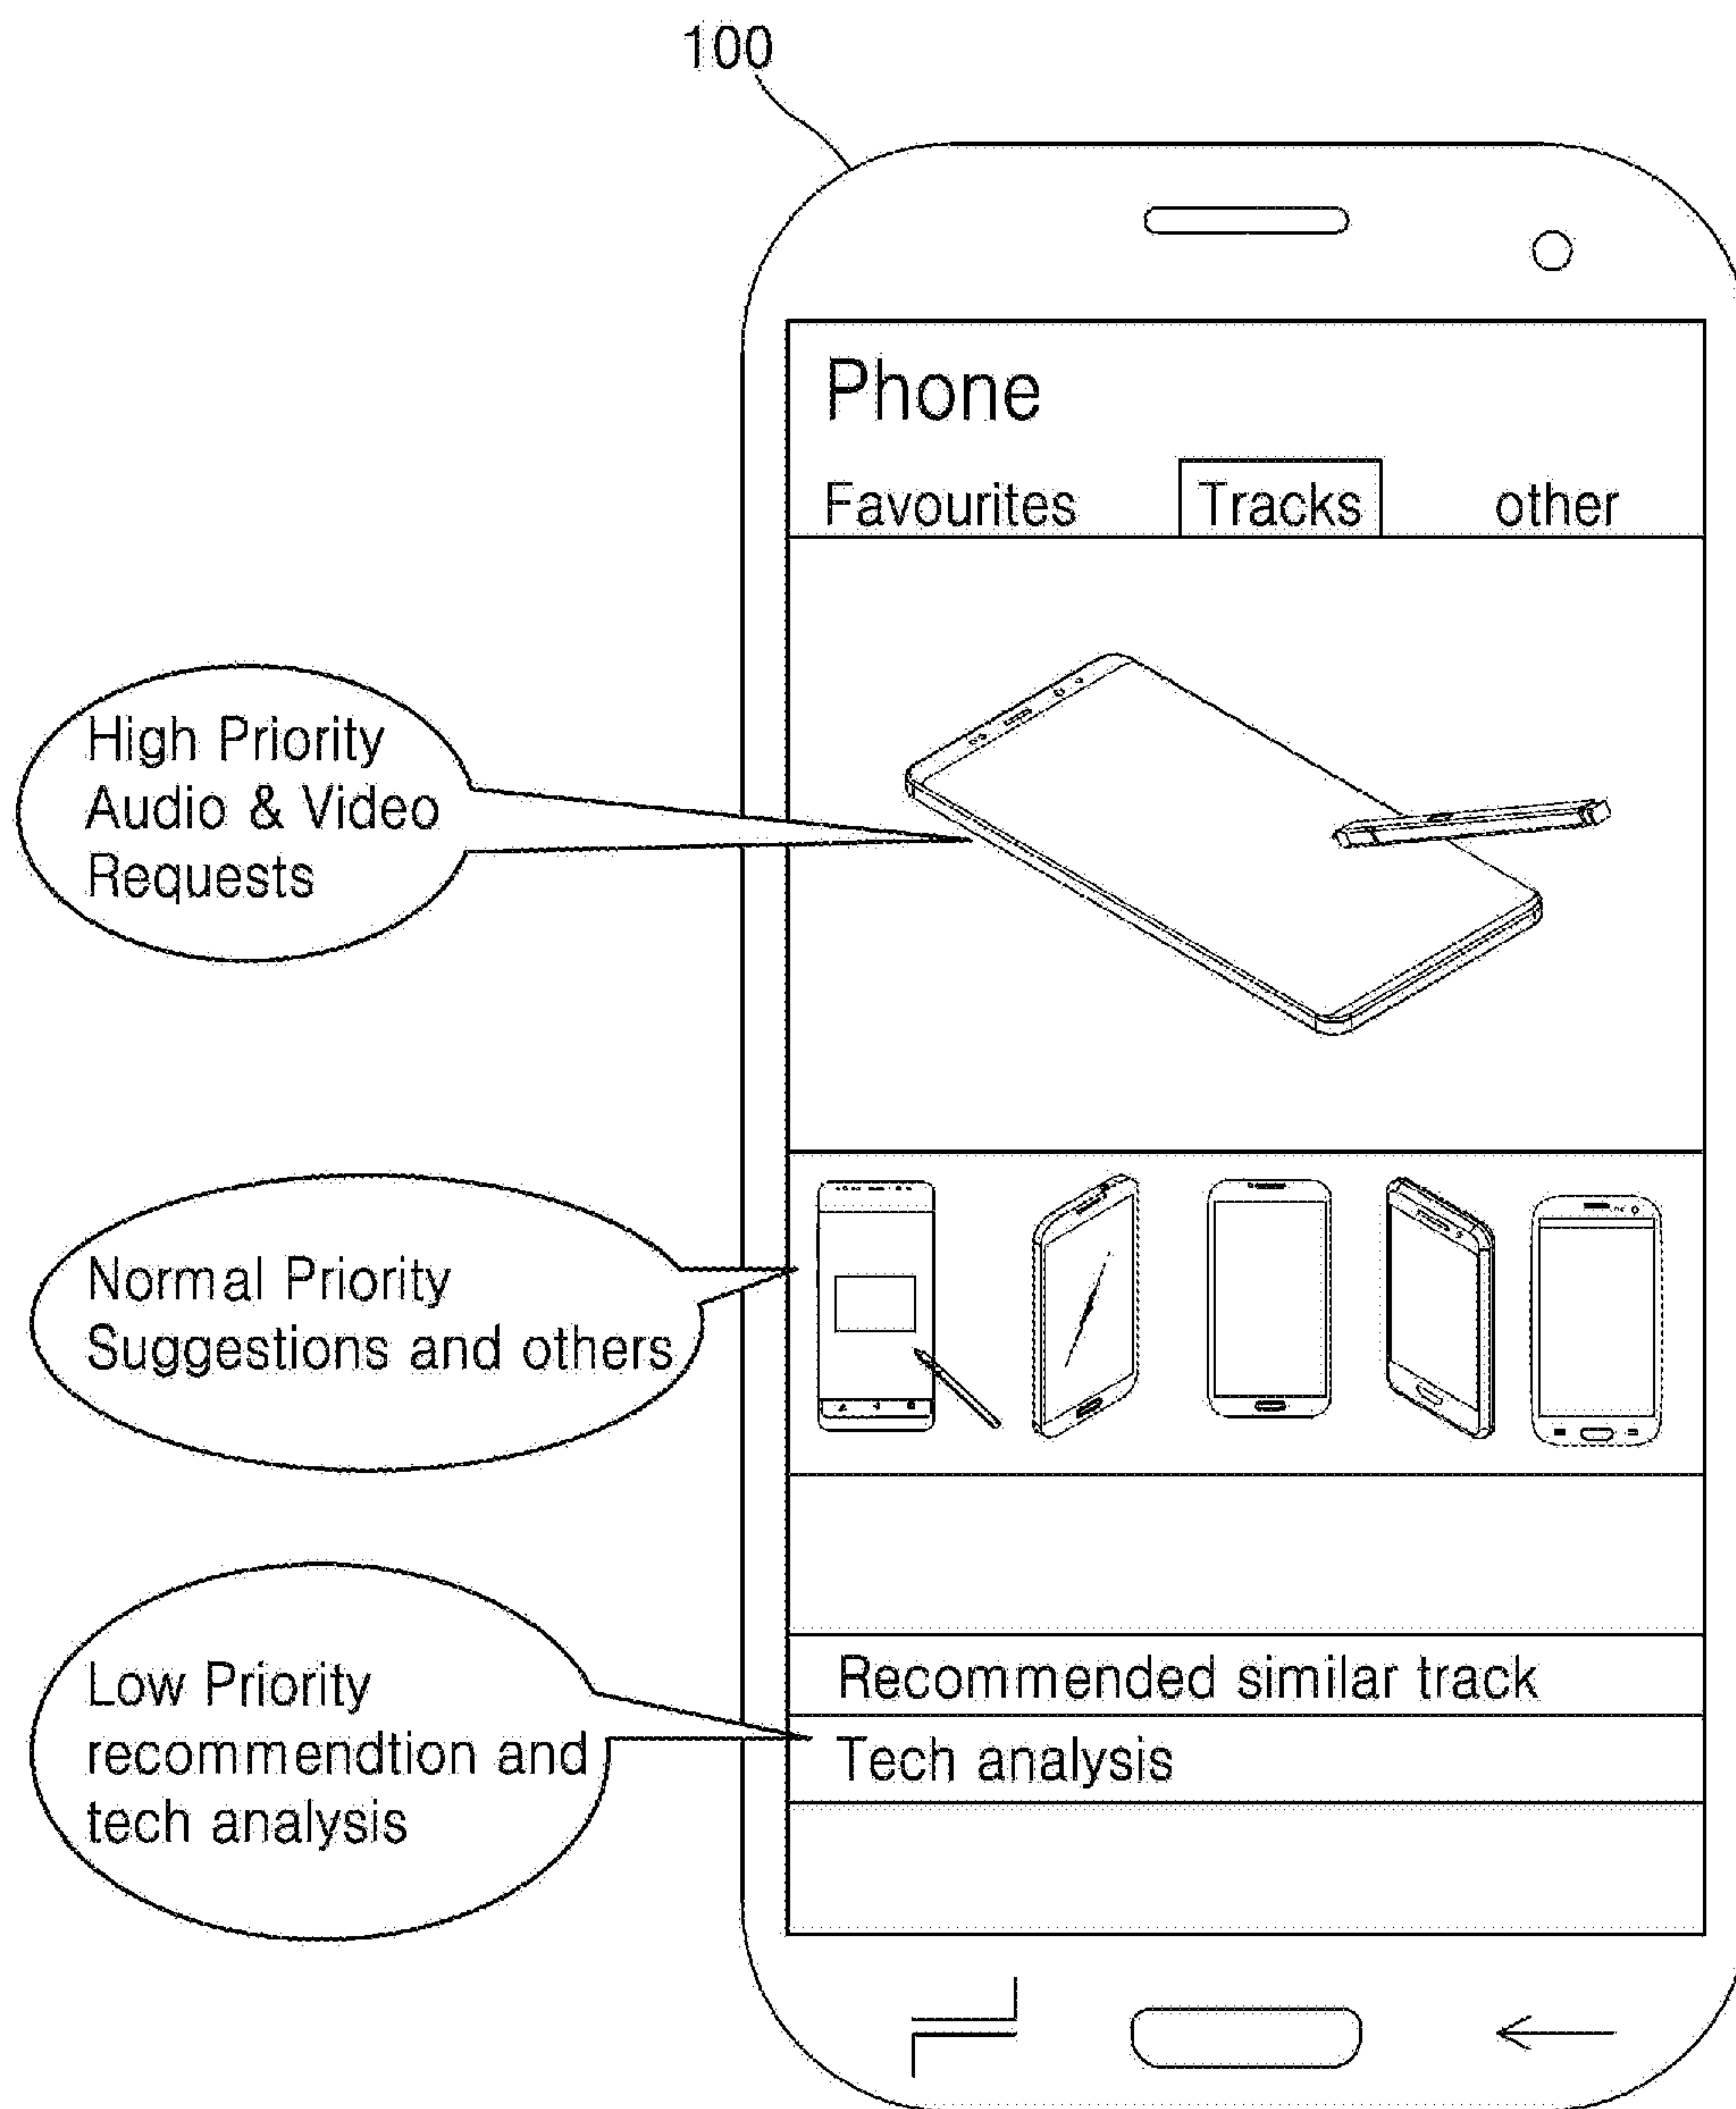 100
Phone
Favourites Tracks other
High Priority
Audio & Video
Requests
Normal Priority
Suggestions and others
Low Priority
recommendtion and
tech analysis
Recommended similar track
Tech analysis